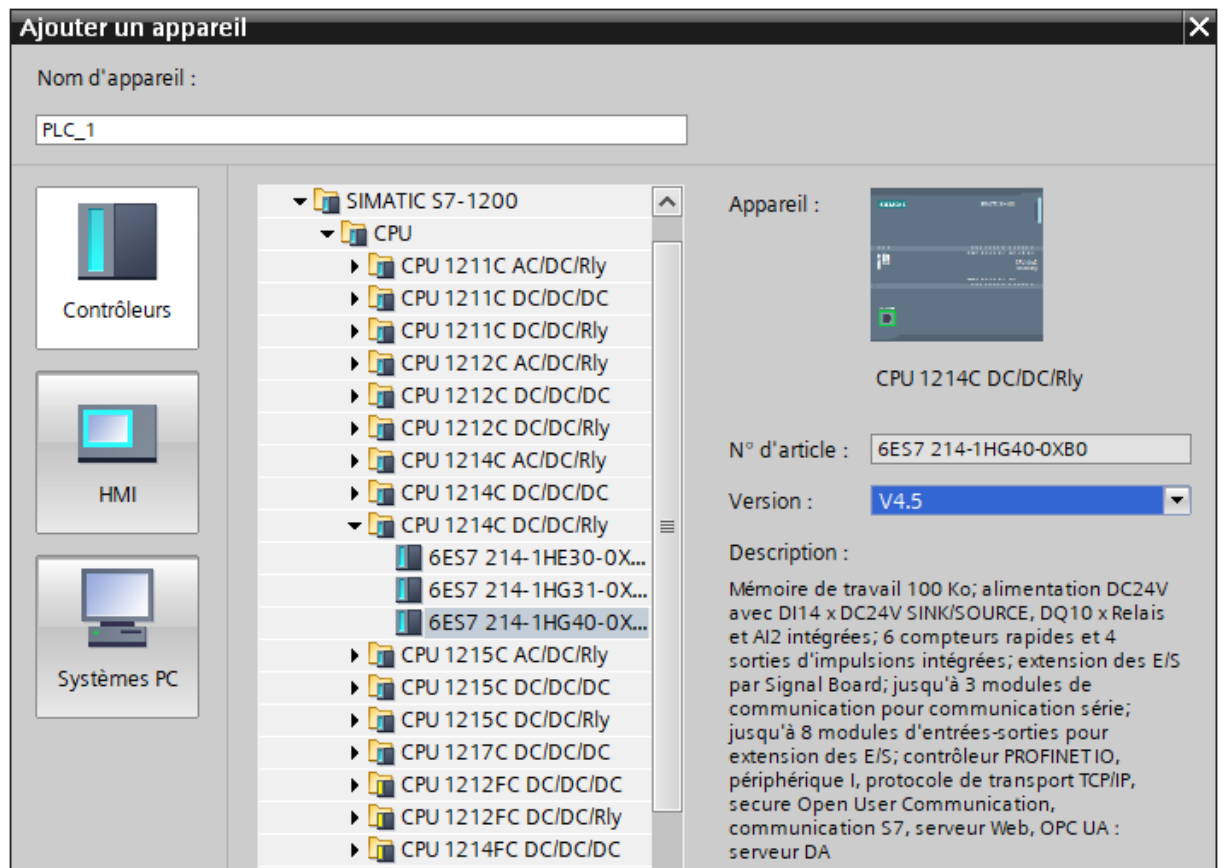 Ajouter un appareil
Nom d'appareil :
PLC_1
Contrôleurs
HMI
Systèmes PC
SIMATIC S7-1200
CPU
CPU 1211C AC/DC/Rly
CPU 1211C DC/DC/DC
CPU 1211C DC/DC/Rly
CPU 1212C AC/DC/Rly
CPU 1212C DC/DC/DC
CPU 1212C DC/DC/Rly
CPU 1214C AC/DC/Rly
CPU 1214C DC/DC/DC
CPU 1214C DC/DC/Rly
6ES7 214-1HE30-0X...
6ES7 214-1HG31-0X...
6ES7 214-1HG40-0X...
CPU 1215C AC/DC/Rly
CPU 1215C DC/DC/DC
CPU 1215C DC/DC/Rly
CPU 1217C DC/DC/DC
CPU 1212FC DC/DC/DC
CPU 1212FC DC/DC/Rly
CPU 1214FC DC/DC/DC
Appareil :
CPU 1214C DC/DC/Rly
N° d'article : 6ES7 214-1HG40-0XB0
Version : V4.5
Description :
Mémoire de travail 100 Ko; alimentation DC24V
avec DI14 x DC24V SINK/SOURCE, DQ10 x Relais
et AI2 intégrées; 6 compteurs rapides et 4
sorties d'impulsions intégrées; extension des E/S
par Signal Board; jusqu'à 3 modules de
communication pour communication série;
jusqu'à 8 modules d'entrées-sorties pour
extension des E/S; contrôleur PROFINET IO,
périphérique I, protocole de transport TCP/IP,
secure Open User Communication,
communication S7, serveur Web, OPC UA :
serveur DA